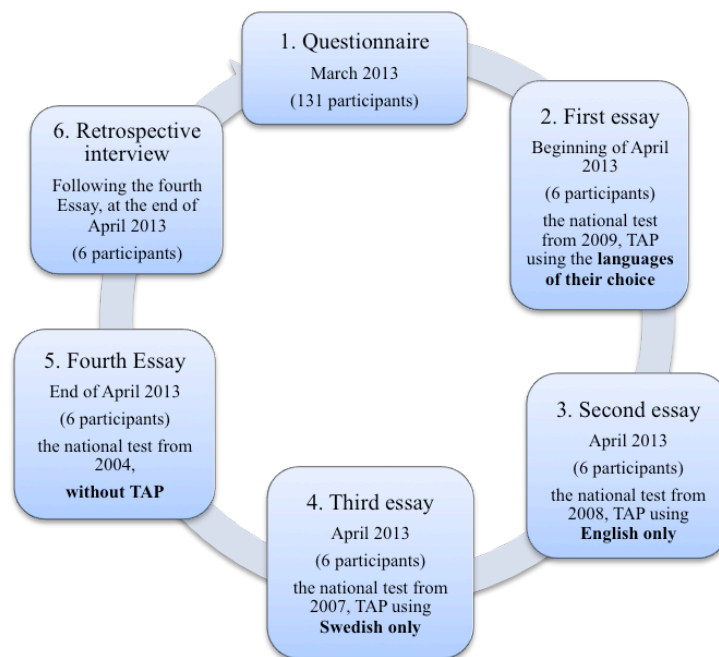 1. Questionnaire
March 2013
(131 participants)
2. First essay
Beginning of April
2013
(6 participants)
the national test
from 2009, TAP
using the languages
of their choice
3. Second essay
April 2013
(6 participants)
the national test from
2008, TAP using
English only
4. Third essay
April 2013
(6 participants)
the national test from
2007, TAP using
Swedish only
5. Fourth Essay
End of April 2013
(6 participants)
the national test from
2004,
without TAP
6. Retrospective
interview
Following the fourth
Essay, at the end of
April 2013
(6 participants)